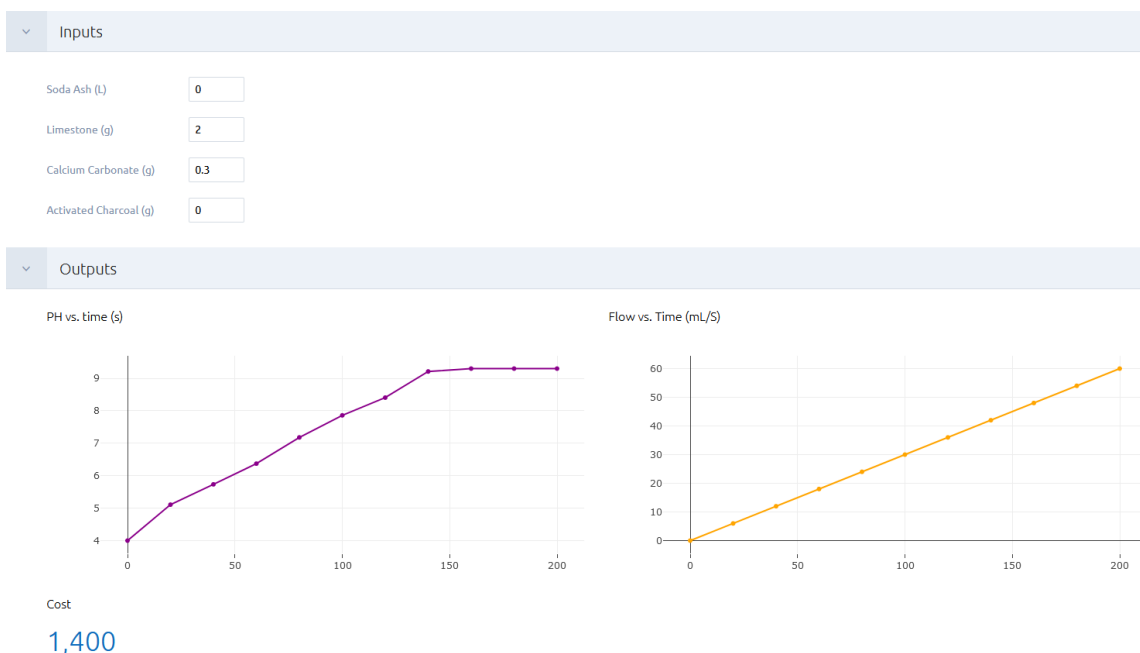 Inputs
Soda Ash (L) 0
Limestone (g) 2
Calcium Carbonate (g) 0.3
Activated Charcoal (g) 0
Outputs
PH vs. time (s)
9
8
7
6
5
4
0 50 100 150 200
Flow vs. Time (mL/S)
60
50
40
30
20
10
0
0 50 100 150 200
Cost
1,400